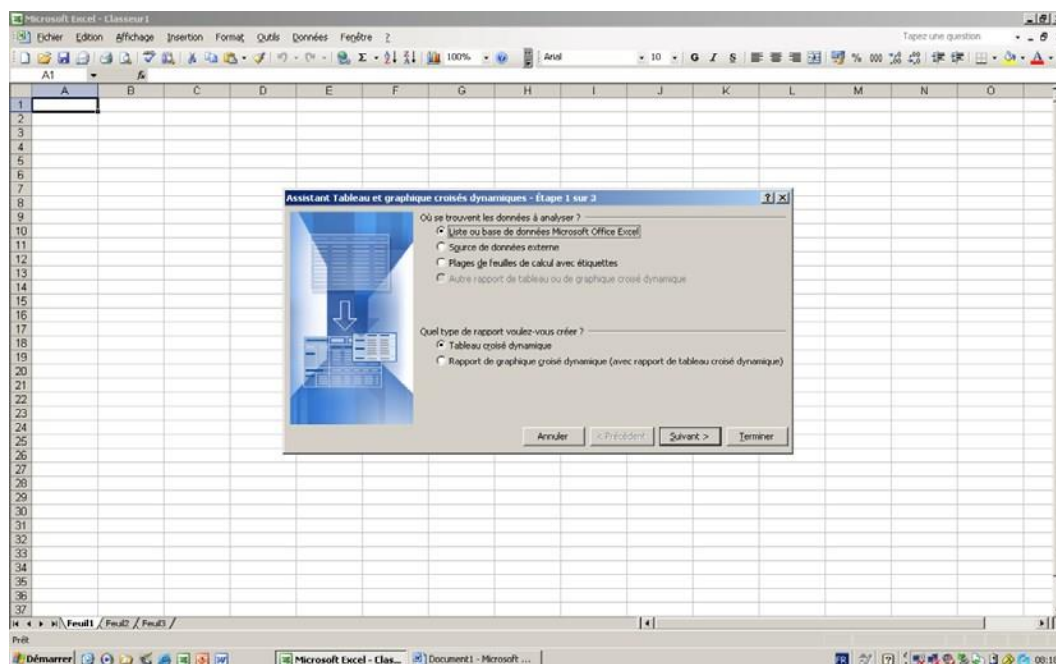 Microsoft Excel - Classeur1
Fichier Edition Affichage Insertion Format Outils Données Fenêtre ?
Tapez une question
100% Arial 10 G I S % 000
A1 fx
A B C D E F G H I J K L M N O
1
2
3
4
5
6
7
8
9
10
11
12
13
14
15
16
17
18
19
20
21
22
23
24
25
26
27
28
29
30
31
32
33
34
35
36
37
Assistant Tableau et graphique croisés dynamiques - Étape 1 sur 3
Où se trouvent les données à analyser ?
Liste ou base de données Microsoft Office Excel
Source de données externe
Plages de feuilles de calcul avec étiquettes
Autre rapport de tableau ou de graphique croisé dynamique
Quel type de rapport voulez-vous créer ?
Tableau croisé dynamique
Rapport de graphique croisé dynamique (avec rapport de tableau croisé dynamique)
Annuler < Précédent Suivant > Terminer
Feuil1 Feuil2 Feuil3
Prêt
Démarrer Microsoft Excel - Clas... Document1 - Microsoft ... FR